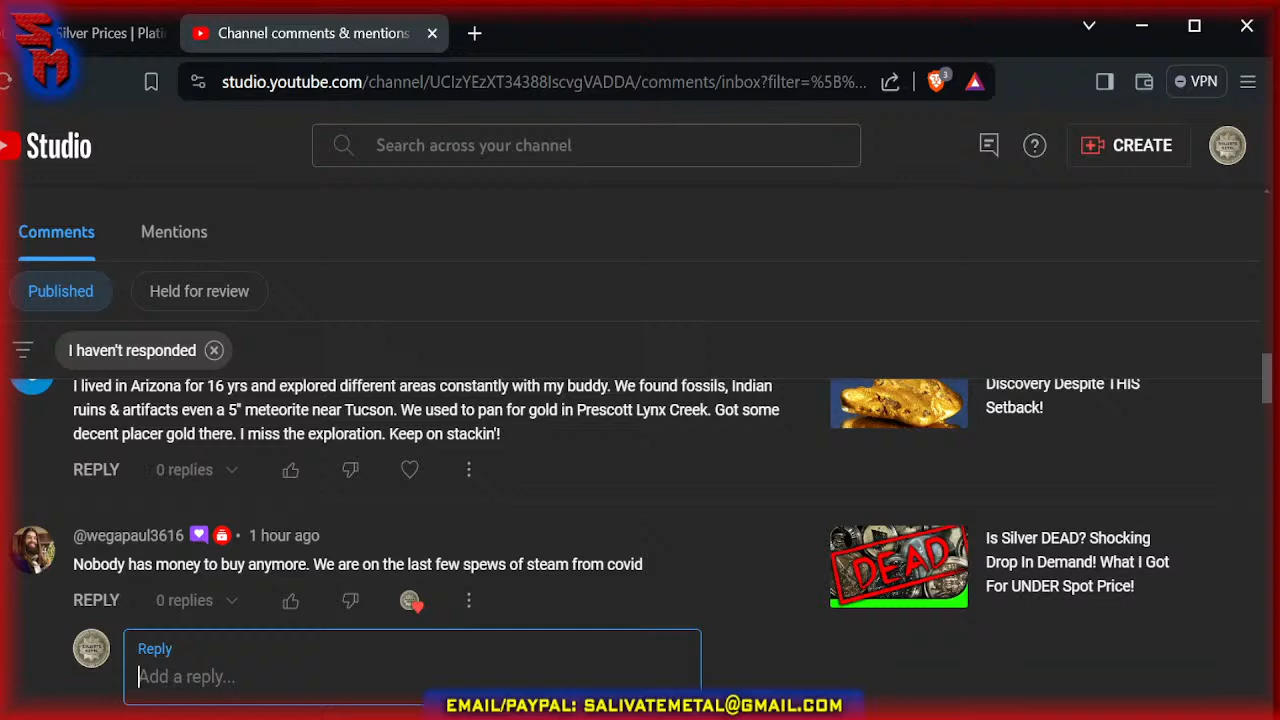 SM
Silver Prices | Plati
Channel comments & mentions
studio.youtube.com/channel/UCIzYEzXT34388IscvgVADDA/comments/inbox?filter=%5B%...
3
VPN
Studio
Search across your channel
CREATE
Comments
Mentions
Published
Held for review
I haven't responded
I lived in Arizona for 16 yrs and explored different areas constantly with my buddy. We found fossils, Indian
ruins & artifacts even a 5" meteorite near Tucson. We used to pan for gold in Prescott Lynx Creek. Got some
decent placer gold there. I miss the exploration. Keep on stackin'!
Discovery Despite THIS
Setback!
REPLY
0 replies
@wegapaul3616 • 1 hour ago
Nobody has money to buy anymore. We are on the last few spews of steam from covid
DEAD
Is Silver DEAD? Shocking
Drop In Demand! What I Got
For UNDER Spot Price!
REPLY
0 replies
Reply
Add a reply...
EMAIL/PAYPAL: SALIVATEMETAL@GMAIL.COM